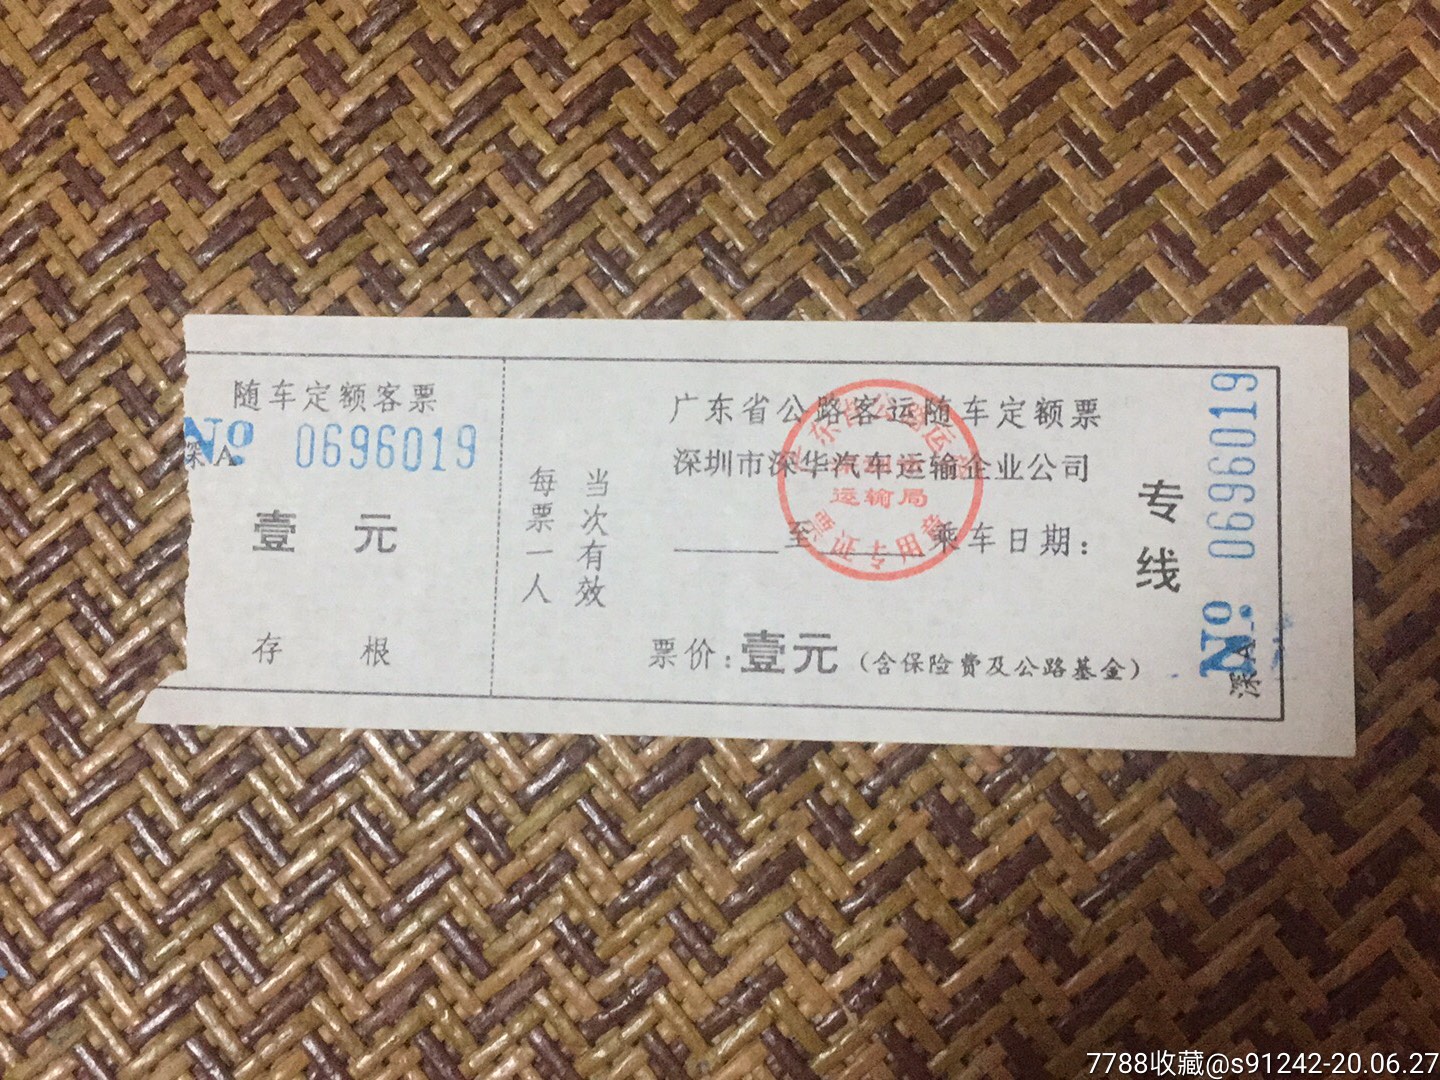 随车定额客票
深A
№ 0696019
壹元
存根
每票一人
当次有效
广东省公路客运随车定额票
深圳市深华汽车运输企业公司
至 乘车日期:
票价:壹元(含保险费及公路基金)
专线
深A
№ 0696019
运输局
票证专用章
7788收藏@s91242-20.06.27